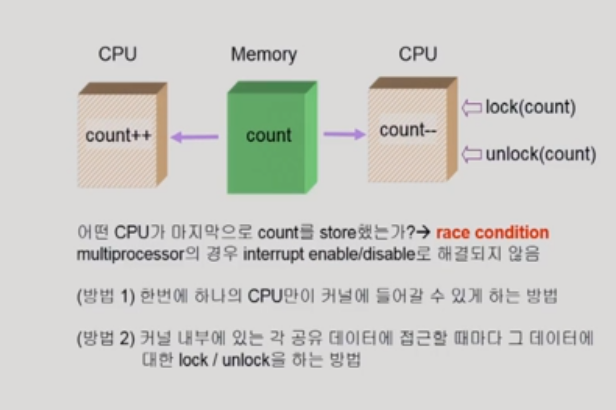 CPU Memory CPU
count++ count count-- lock(count)
unlock(count)
어떤 CPU가 마지막으로 count를 store했는가?→ race condition
multiprocessor의 경우 interrupt enable/disable로 해결되지 않음
(방법 1) 한번에 하나의 CPU만이 커널에 들어갈 수 있게 하는 방법
(방법 2) 커널 내부에 있는 각 공유 데이터에 접근할 때마다 그 데이터에
대한 lock / unlock을 하는 방법